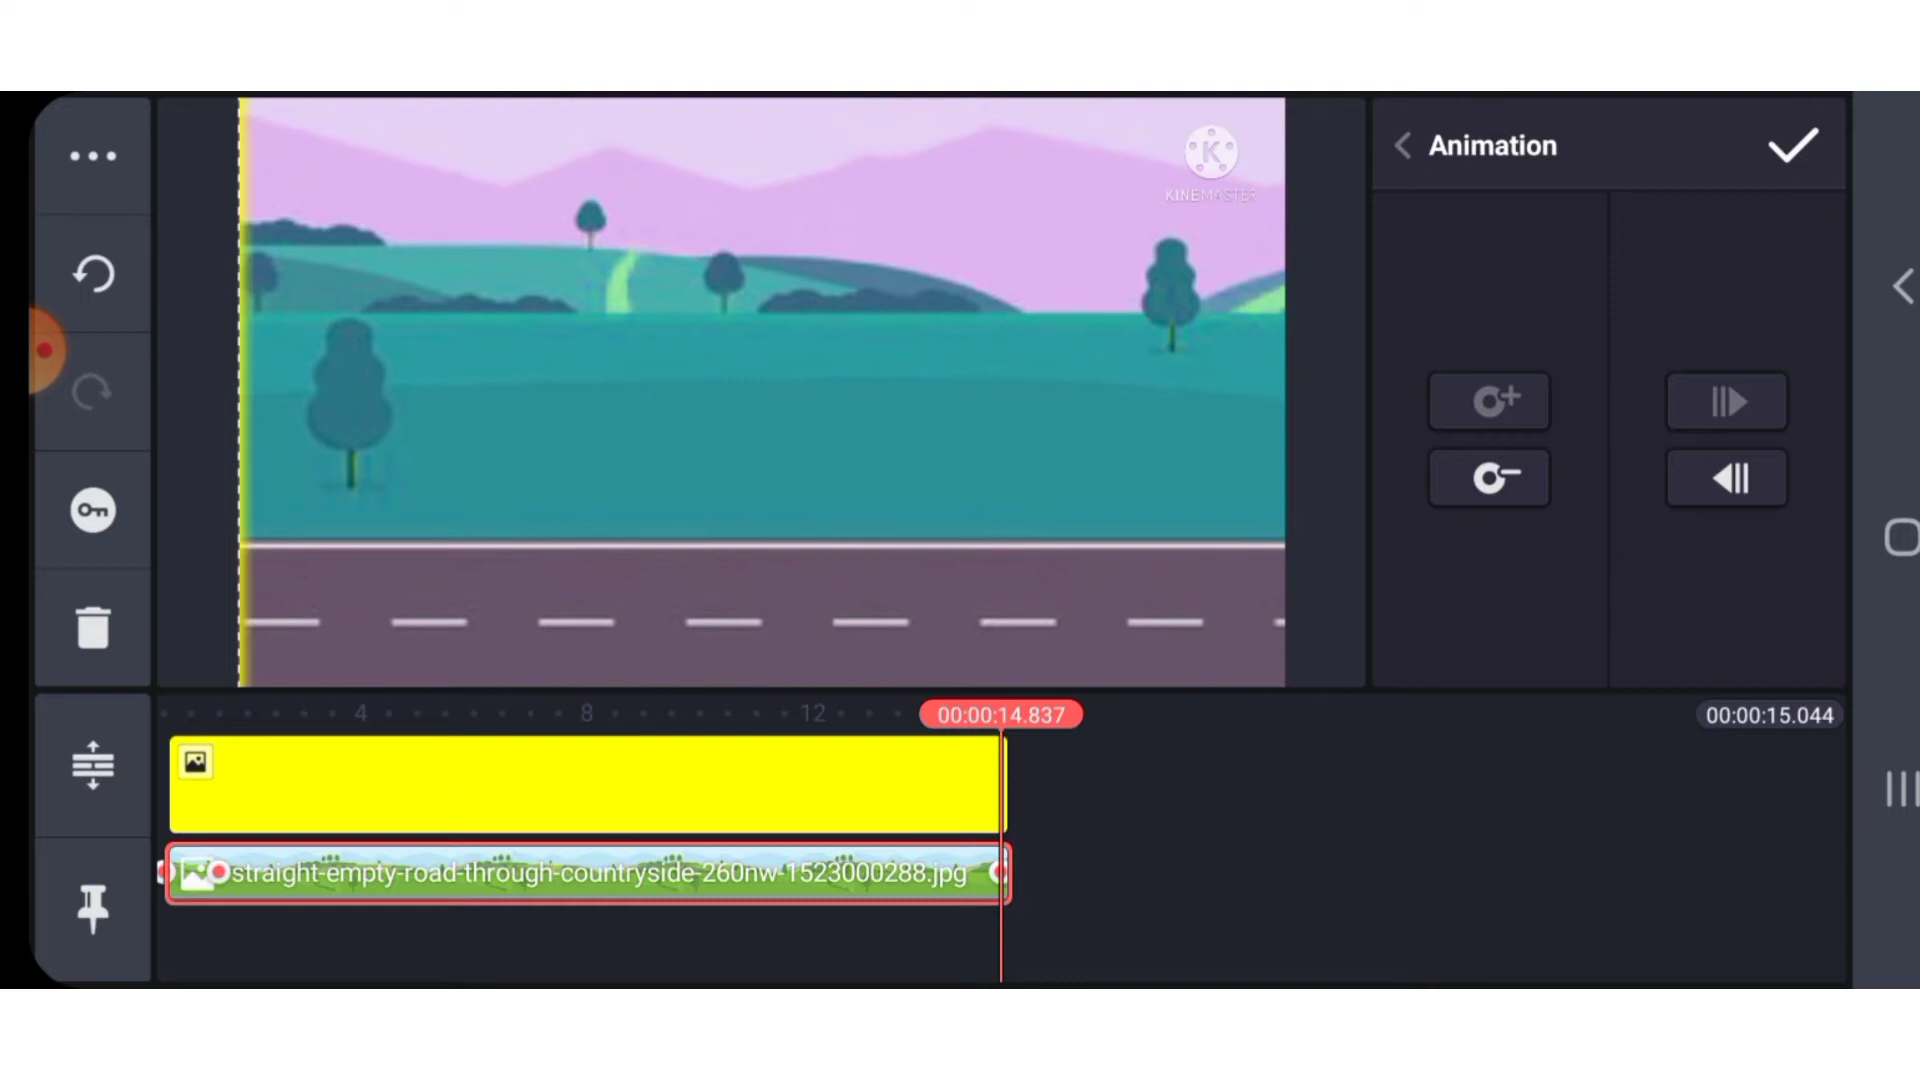 KINEMASTER
Animation
4 8 12 00:00:14.837 00:00:15.044
straight-empty-road-through-countryside-260nw-1523000288.jpg